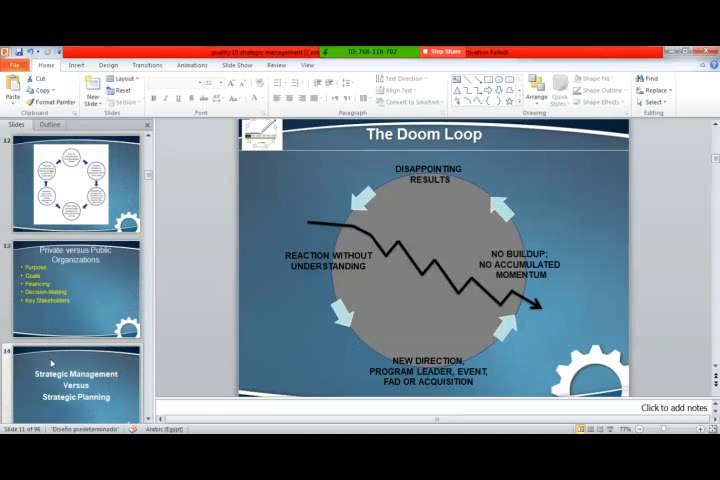 quality 10 strategic management
ID: 768-118-702
Stop Share
File
Home
Insert
Design
Transitions
Animations
Slide Show
Review
View
Cut
Copy
Format Painter
Paste
Clipboard
New
Slide
Layout
Reset
Section
Slides
Font
Paragraph
Text Direction
Align Text
Convert to SmartArt
Arrange
Quick
Styles
Shape Fill
Shape Outline
Shape Effects
Drawing
Find
Replace
Select
Editing
Slides
Outline
12
13
Private versus Public
Organizations
Purpose
Goals
Financing
Decision-Making
Key Stakeholders
14
Strategic Management
Versus
Strategic Planning
The Doom Loop
DISAPPOINTING
RESULTS
REACTION WITHOUT
UNDERSTANDING
NO BUILDUP;
NO ACCUMULATED
MOMENTUM
NEW DIRECTION,
PROGRAM LEADER, EVENT,
FAD OR ACQUISITION
Click to add notes
Slide 11 of 96
"Diseño predeterminado"
Arabic (Egypt)
77%